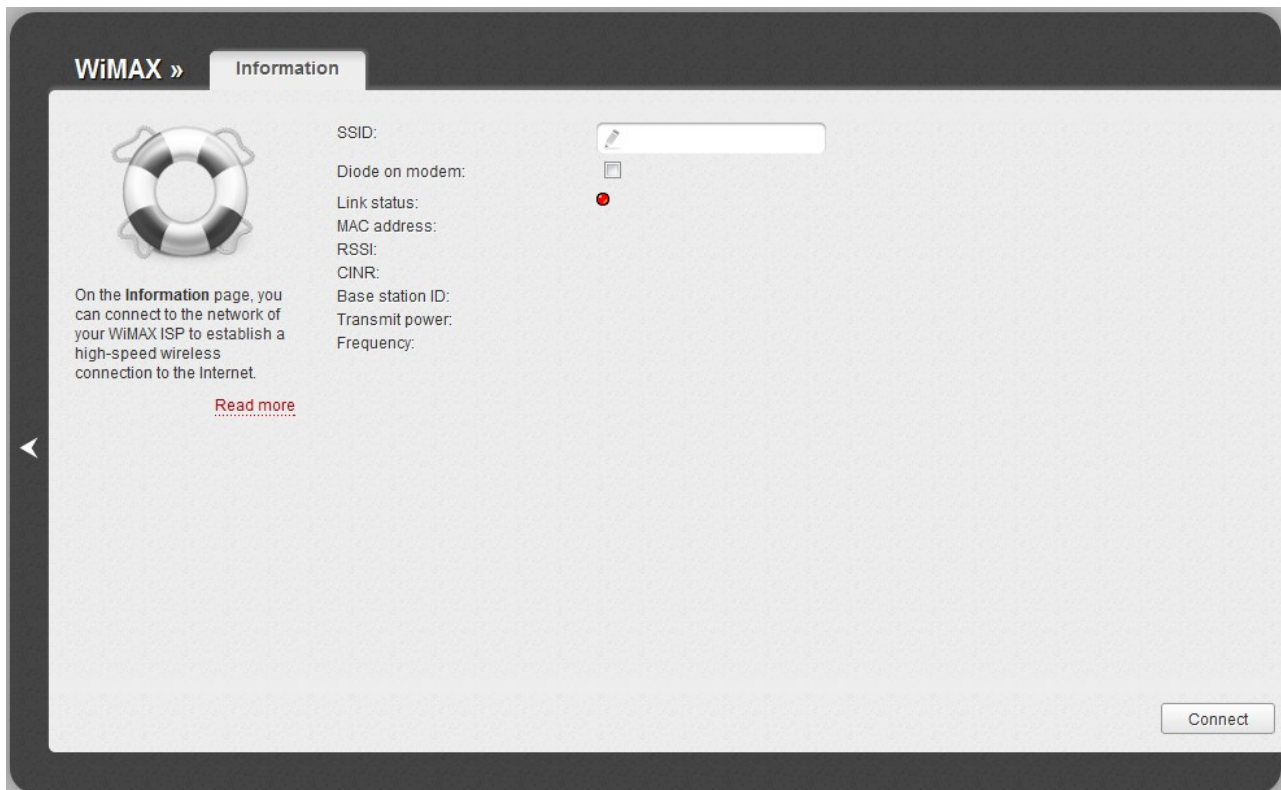 WiMAX »
Information
SSID:
Diode on modem:
Link status:
MAC address:
RSSI:
CINR:
Base station ID:
Transmit power:
Frequency:
On the Information page, you
can connect to the network of
your WiMAX ISP to establish a
high-speed wireless
connection to the Internet.
Read more
Connect